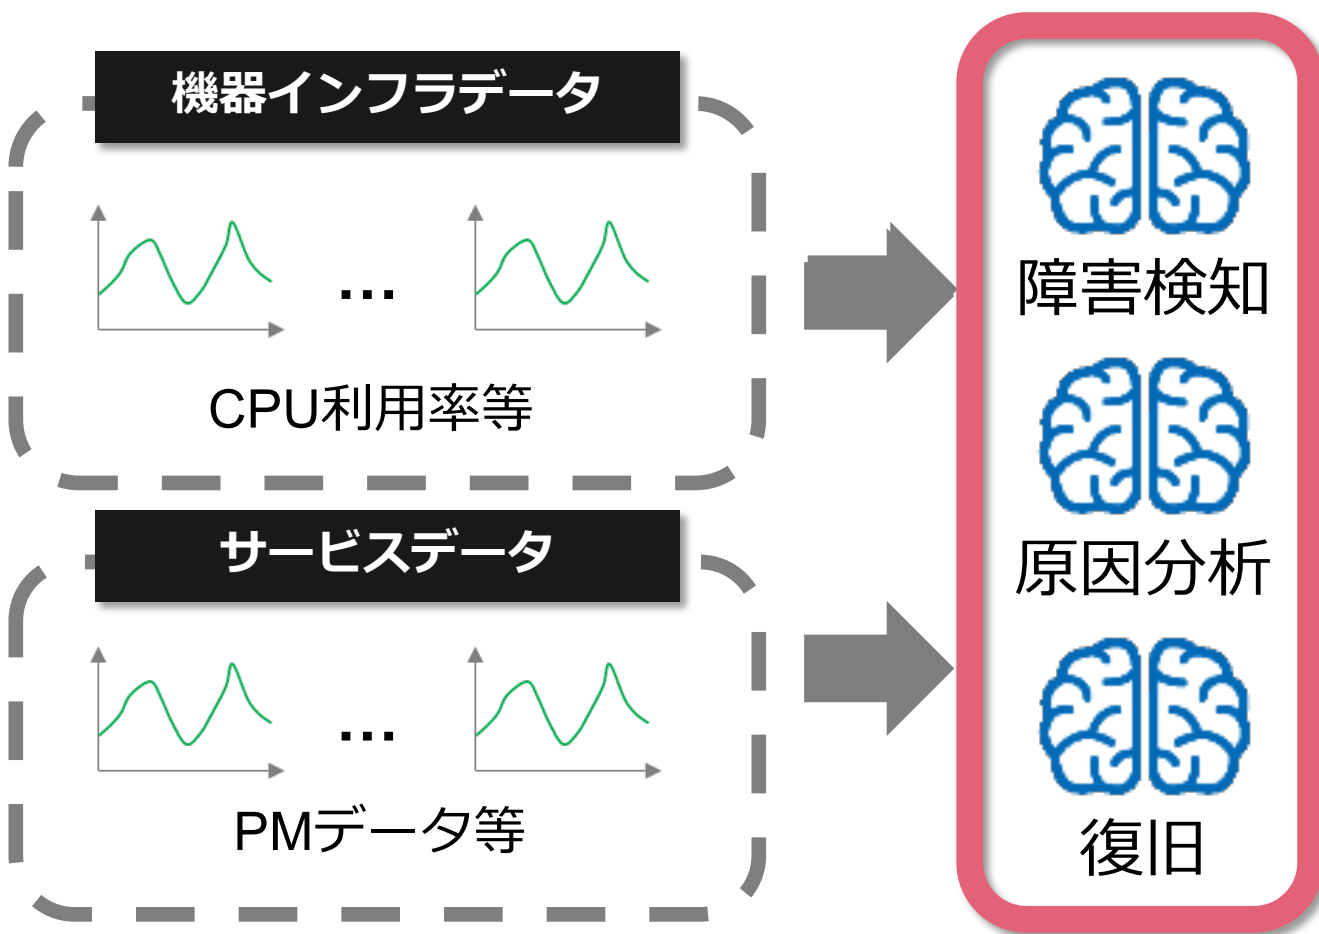 機器インフラデータ
...
CPU利用率等
サービスデータ
...
PMデータ等
障害検知
原因分析
復旧